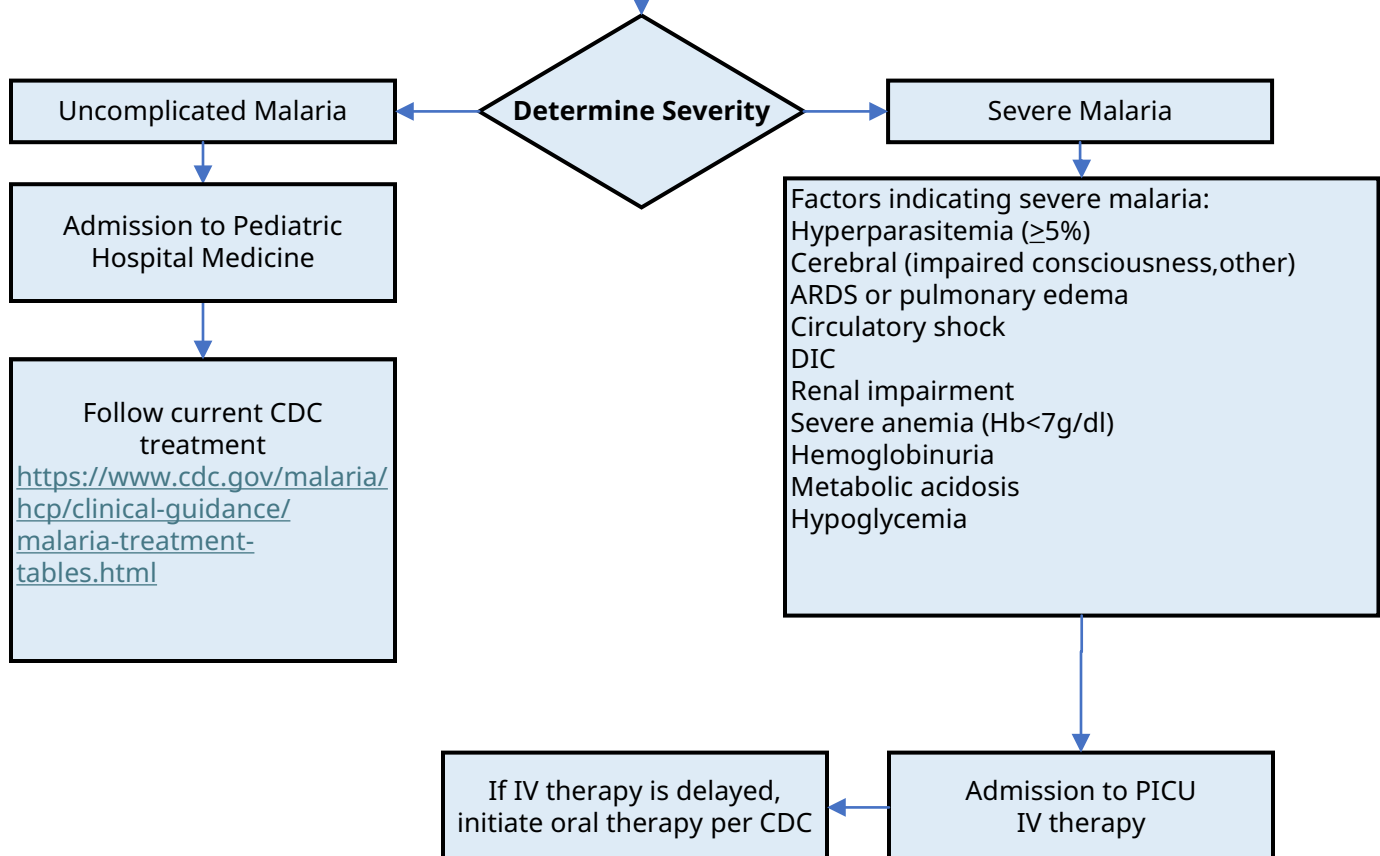 Determine Severity
Uncomplicated Malaria
Admission to Pediatric
Hospital Medicine
Follow current CDC
treatment
https://www.cdc.gov/malaria/
hcp/clinical-guidance/
malaria-treatment-
tables.html
Severe Malaria
Factors indicating severe malaria:
Hyperparasitemia (≥5%)
Cerebral (impaired consciousness,other)
ARDS or pulmonary edema
Circulatory shock
DIC
Renal impairment
Severe anemia (Hb<7g/dl)
Hemoglobinuria
Metabolic acidosis
Hypoglycemia
Admission to PICU
IV therapy
If IV therapy is delayed,
initiate oral therapy per CDC